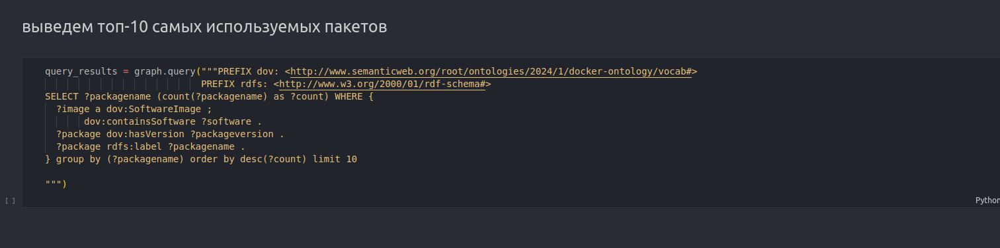 выведем топ-10 самых используемых пакетов
query_results = graph.query("""PREFIX dov: <http://www.semanticweb.org/root/ontologies/2024/1/docker-ontology/vocab#>
PREFIX rdfs: <http://www.w3.org/2000/01/rdf-schema#>
SELECT ?packagename (count(?packagename) as ?count) WHERE {
?image a dov:SoftwareImage ;
dov:containsSoftware ?software .
?package dov:hasVersion ?packageversion .
?package rdfs:label ?packagename .
} group by (?packagename) order by desc(?count) limit 10
""")
[ ]
Python